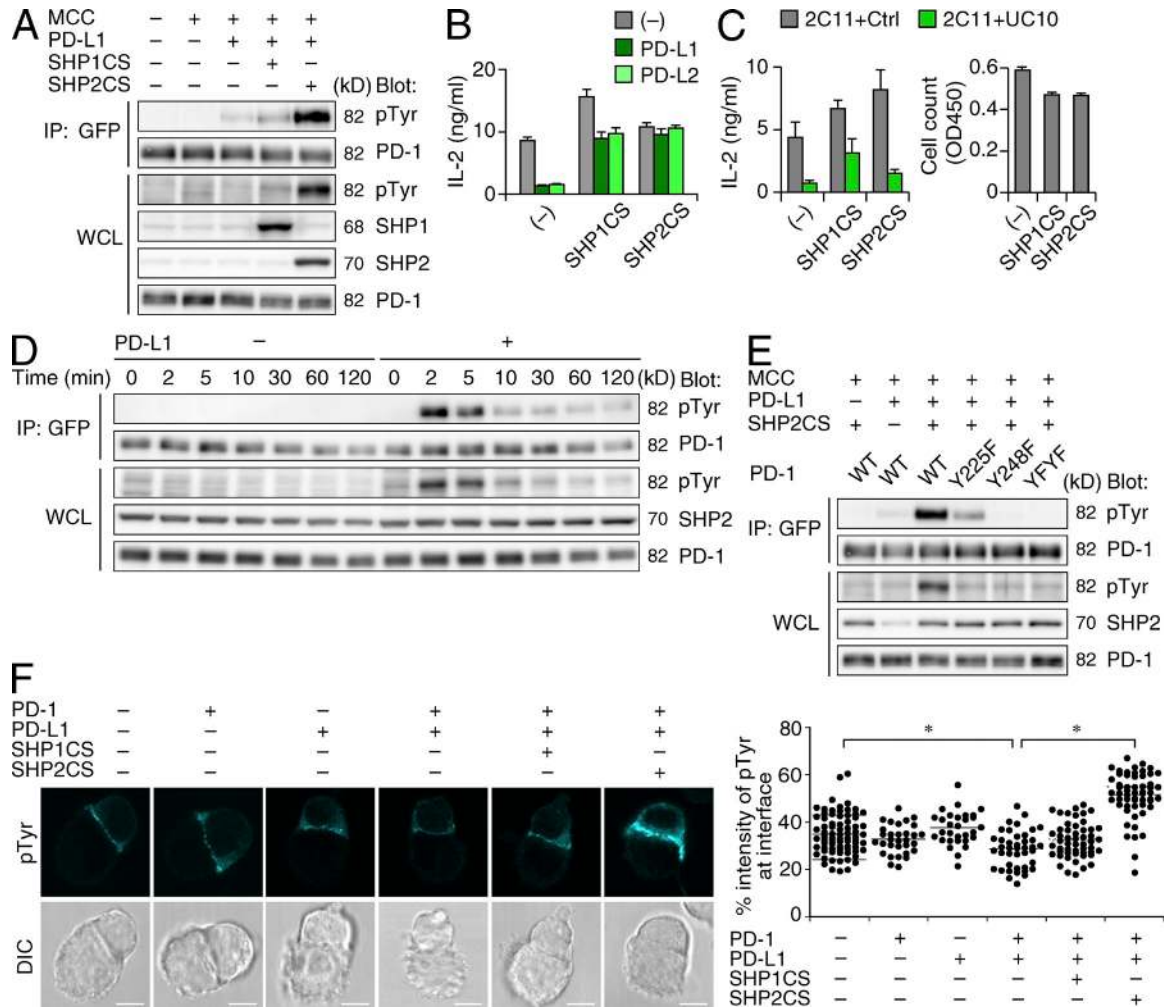 A
MCC – + + + +
PD-L1 – – + + +
SHP1CS – – – + –
SHP2CS – – – – +
(kD) Blot:
IP: GFP
82 pTyr
82 PD-1
WCL
82 pTyr
68 SHP1
70 SHP2
82 PD-1
B
(–)
PD-L1
PD-L2
IL-2 (ng/ml)
20
15
10
5
0
(–)
SHP1CS
SHP2CS
C
2C11+Ctrl
2C11+UC10
IL-2 (ng/ml)
10
5
0
(–)
SHP1CS
SHP2CS
Cell count
(OD450)
0.6
0.4
0.2
0
(–)
SHP1CS
SHP2CS
D
PD-L1 – +
Time (min) 0 2 5 10 30 60 120 0 2 5 10 30 60 120 (kD) Blot:
IP: GFP
82 pTyr
82 PD-1
WCL
82 pTyr
70 SHP2
82 PD-1
E
MCC + + + + + +
PD-L1 – – + + + +
SHP2CS + – + + + +
PD-1 WT WT WT Y225F Y248F YFYF
(kD) Blot:
IP: GFP
82 pTyr
82 PD-1
WCL
82 pTyr
70 SHP2
82 PD-1
F
PD-1 – + – + + +
PD-L1 – – + + + +
SHP1CS – – – – + –
SHP2CS – – – – – +
pTyr
DIC
% intensity of pTyr
at interface
80
60
40
20
0
* *
PD-1 – + – + + +
PD-L1 – – + + + +
SHP1CS – – – – + –
SHP2CS – – – – – +